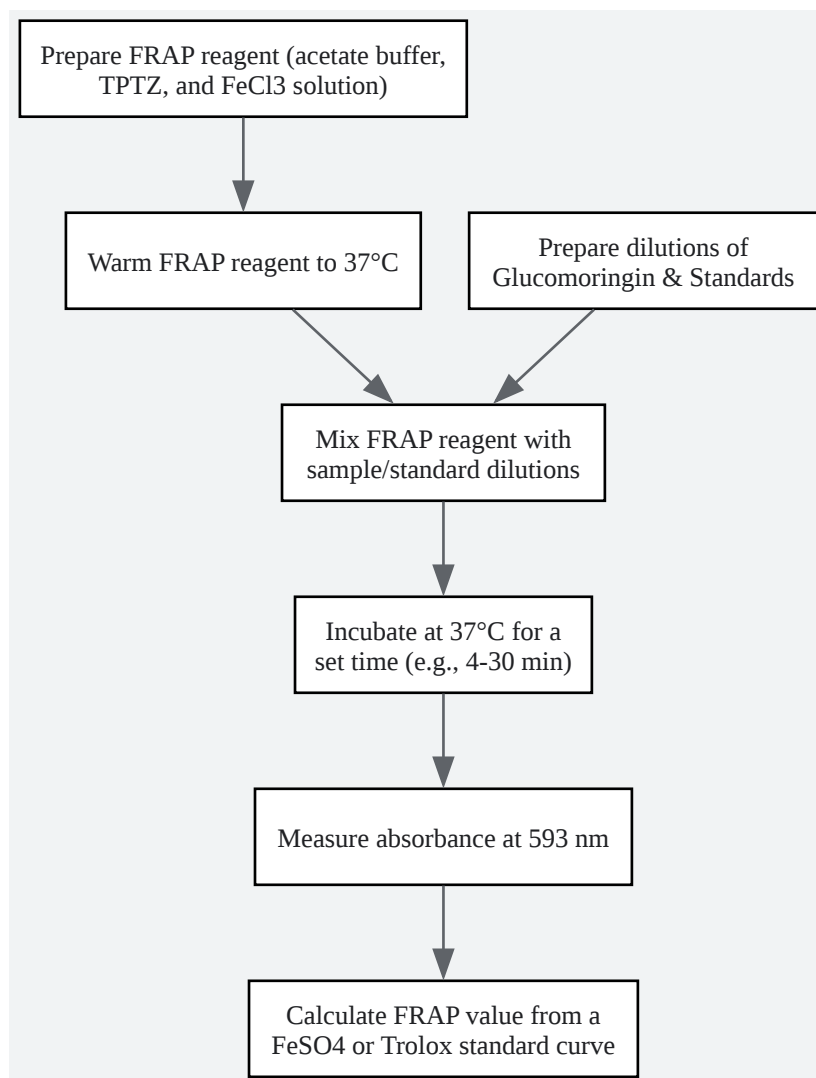 Prepare FRAP reagent (acetate buffer,
TPTZ, and FeCl3 solution)
Warm FRAP reagent to 37°C
Prepare dilutions of
Glucomoringin & Standards
Mix FRAP reagent with
sample/standard dilutions
Incubate at 37°C for a
set time (e.g., 4-30 min)
Measure absorbance at 593 nm
Calculate FRAP value from a
FeSO4 or Trolox standard curve